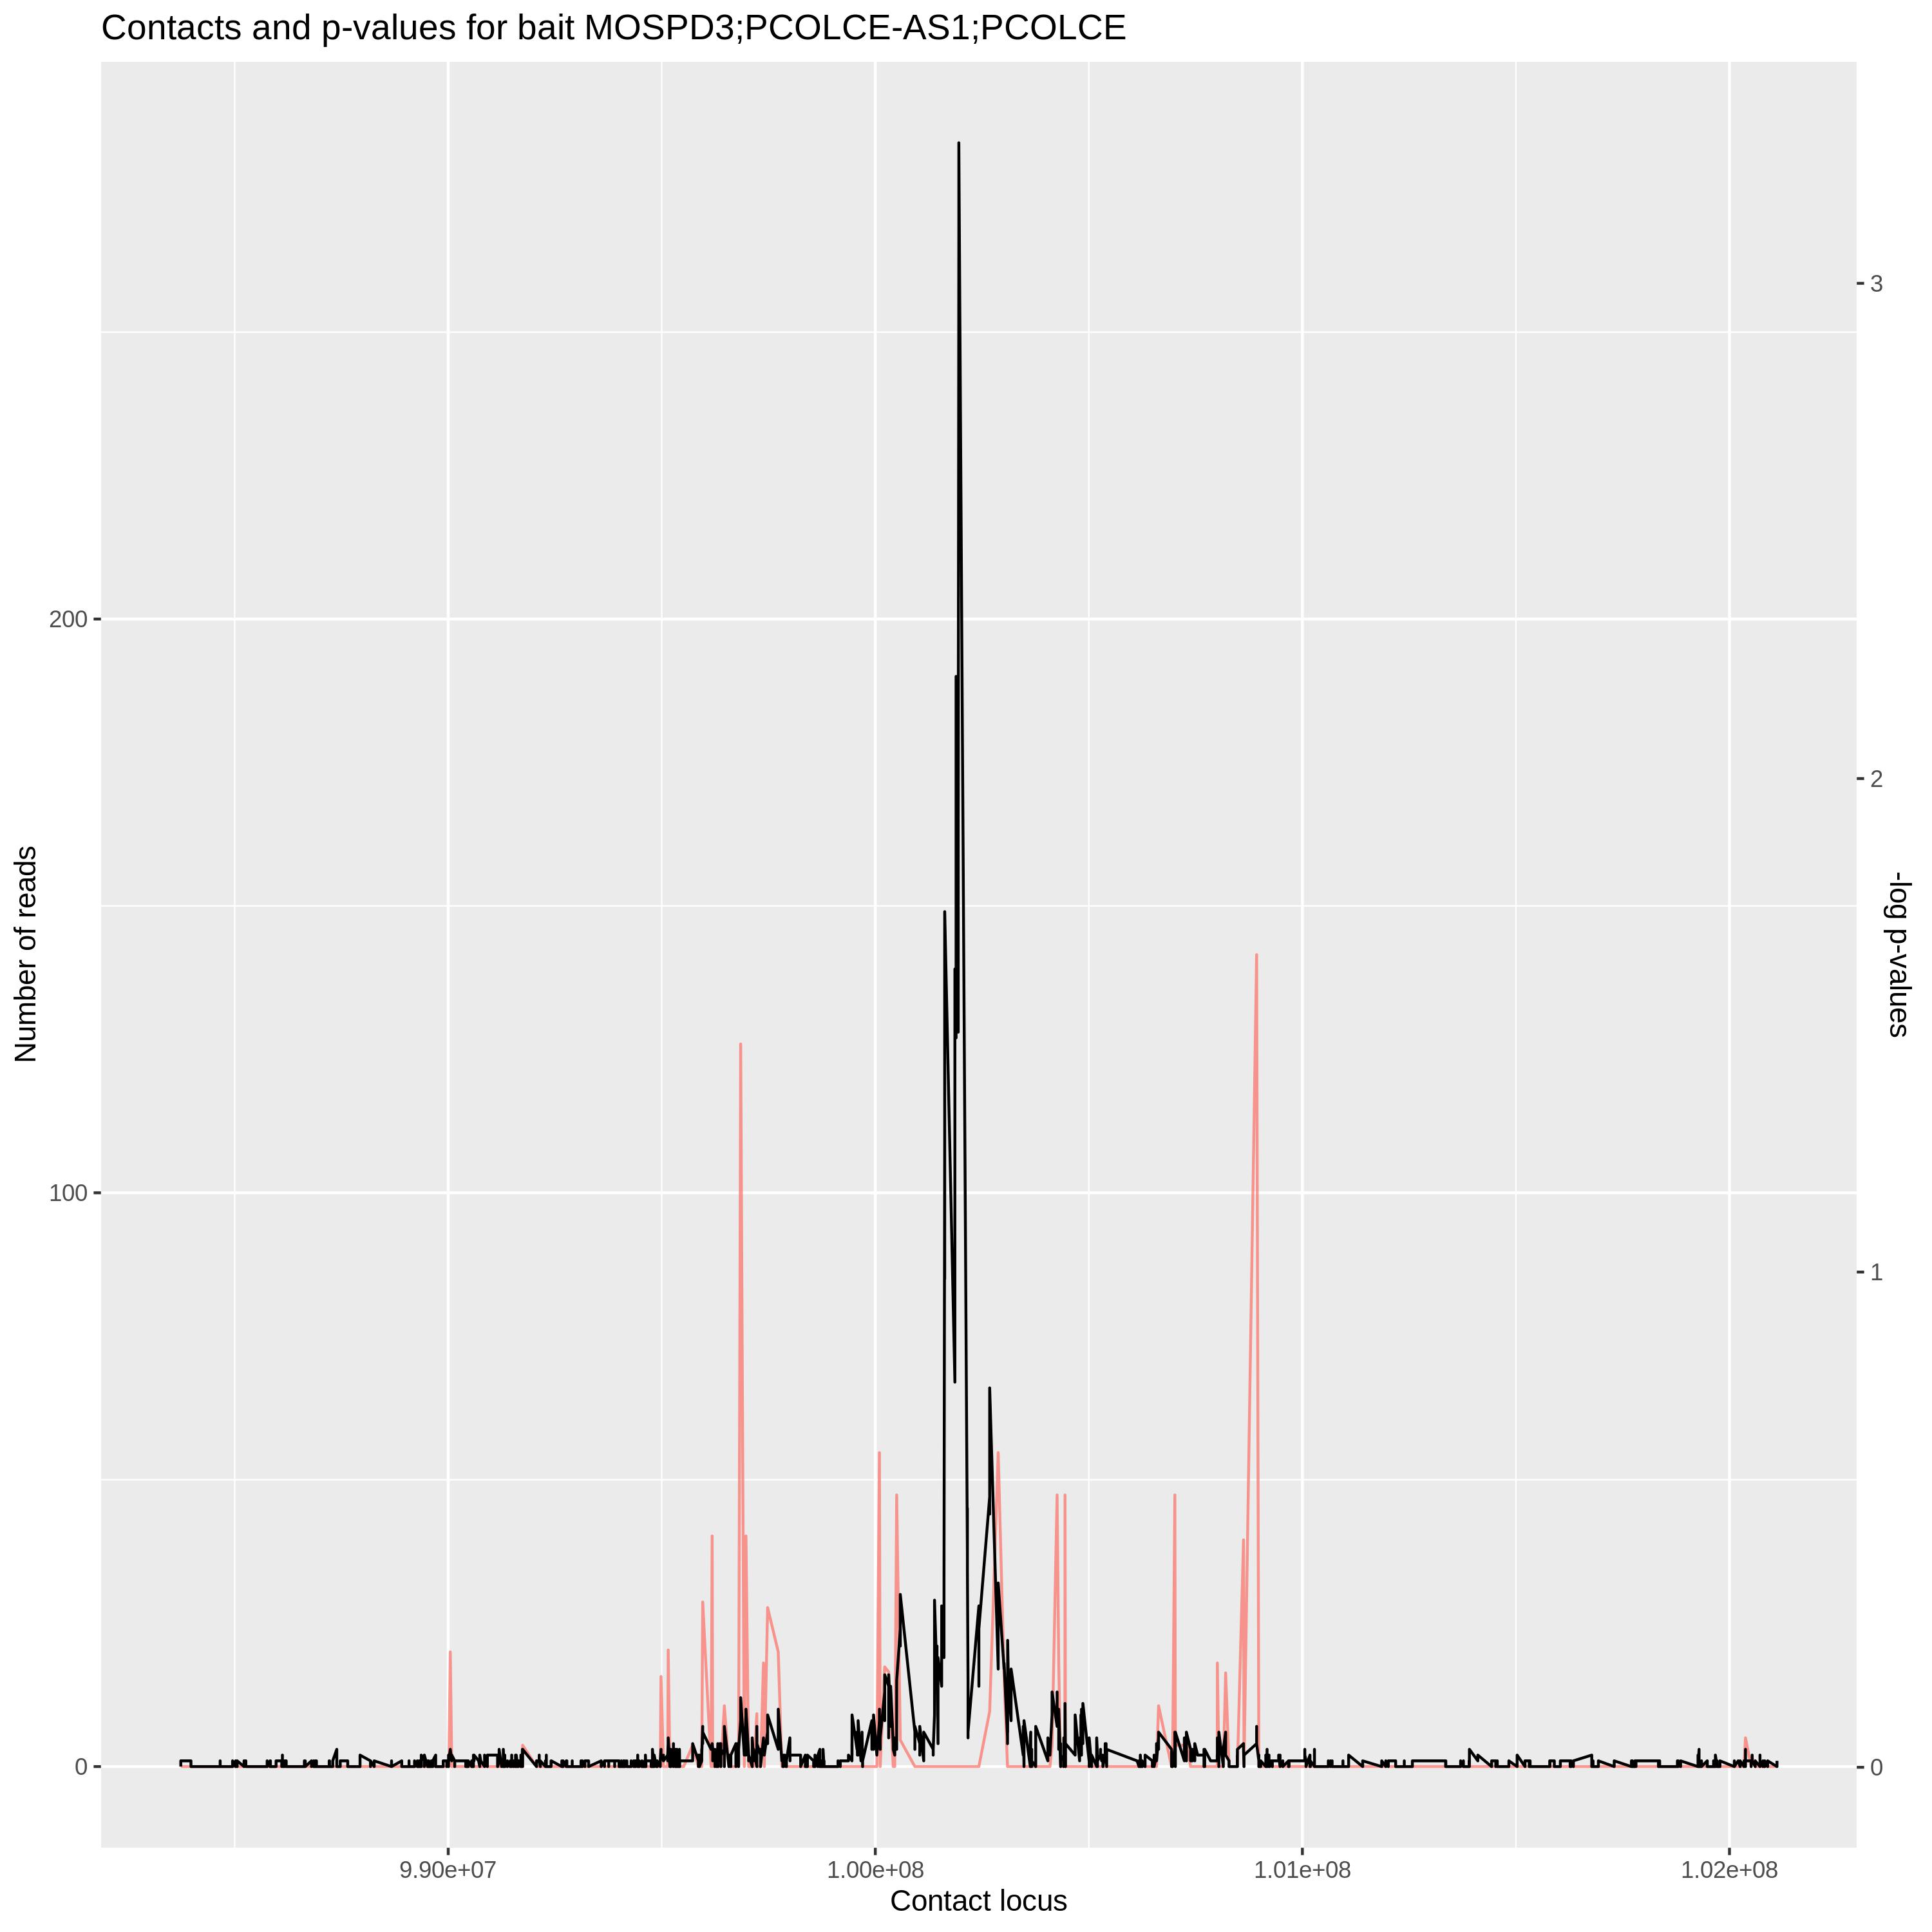 Contacts and p-values for bait MOSPD3;PCOLCE-AS1;PCOLCE
3
200
2
Number of reads
-log p-values
100
1
0
0
9.90e+07
1.00e+08
1.01e+08
1.02e+08
Contact locus